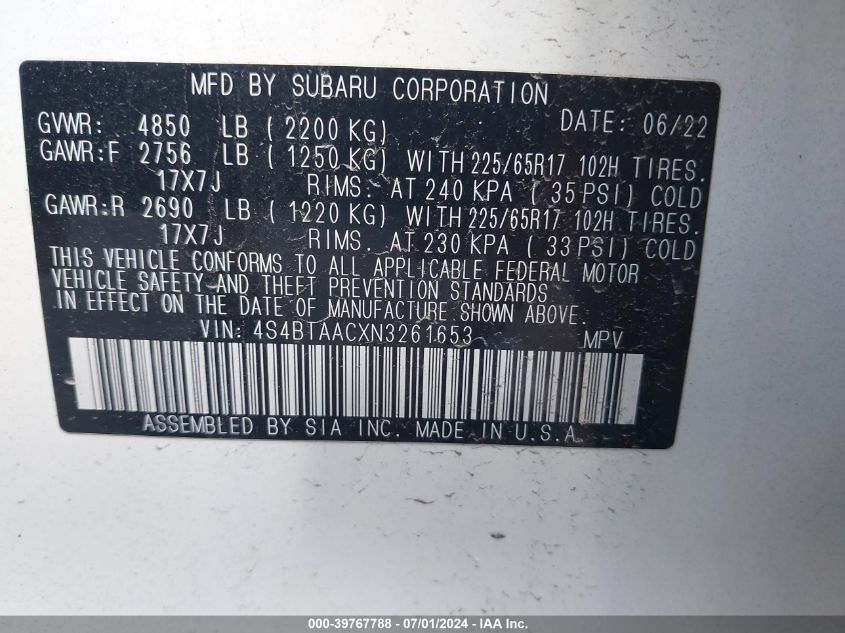 MFD BY SUBARU CORPORATION
GVWR: 4850 LB ( 2200 KG) DATE: 06/22
GAWR:F 2756 LB ( 1250 KG) WITH 225/65R17 102H TIRES.
17X7J RIMS. AT 240 KPA ( 35 PSI) COLD
GAWR:R 2690 LB ( 1220 KG) WITH 225/65R17 102H TIRES.
17X7J RIMS. AT 230 KPA ( 33 PSI) COLD
THIS VEHICLE CONFORMS TO ALL APPLICABLE FEDERAL MOTOR
VEHICLE SAFETY AND THEFT PREVENTION STANDARDS
IN EFFECT ON THE DATE OF MANUFACTURE SHOWN ABOVE.
VIN: 4S4BTAACXN3261653 MPV
ASSEMBLED BY SIA INC. MADE IN U.S.A
000-39767788 - 07/01/2024 - IAA Inc.